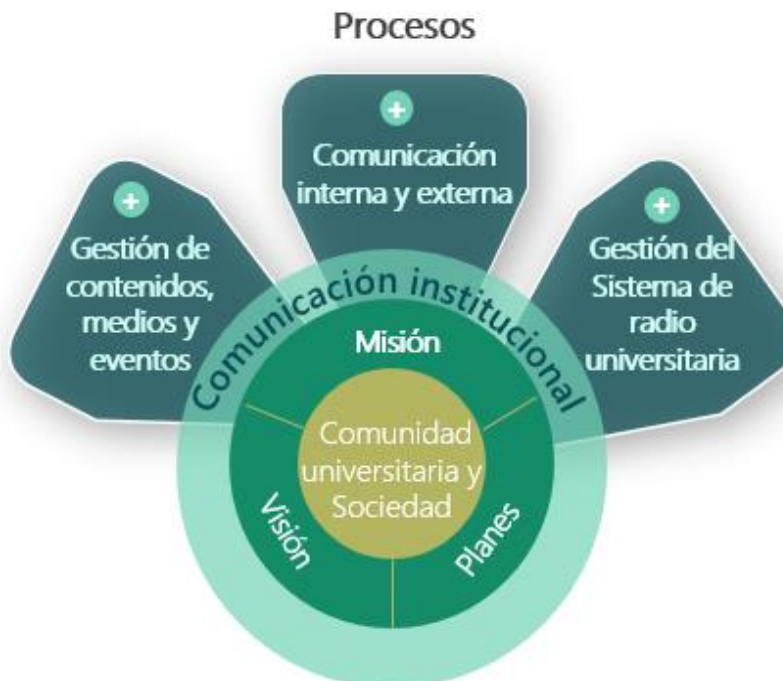 Procesos
Comunicación
interna y externa
Gestión de
contenidos,
medios y
eventos
Gestión del
Sistema de
radio
universitaria
Comunicación institucional
Misión
Comunidad
universitaria y
Sociedad
Visión
Planes